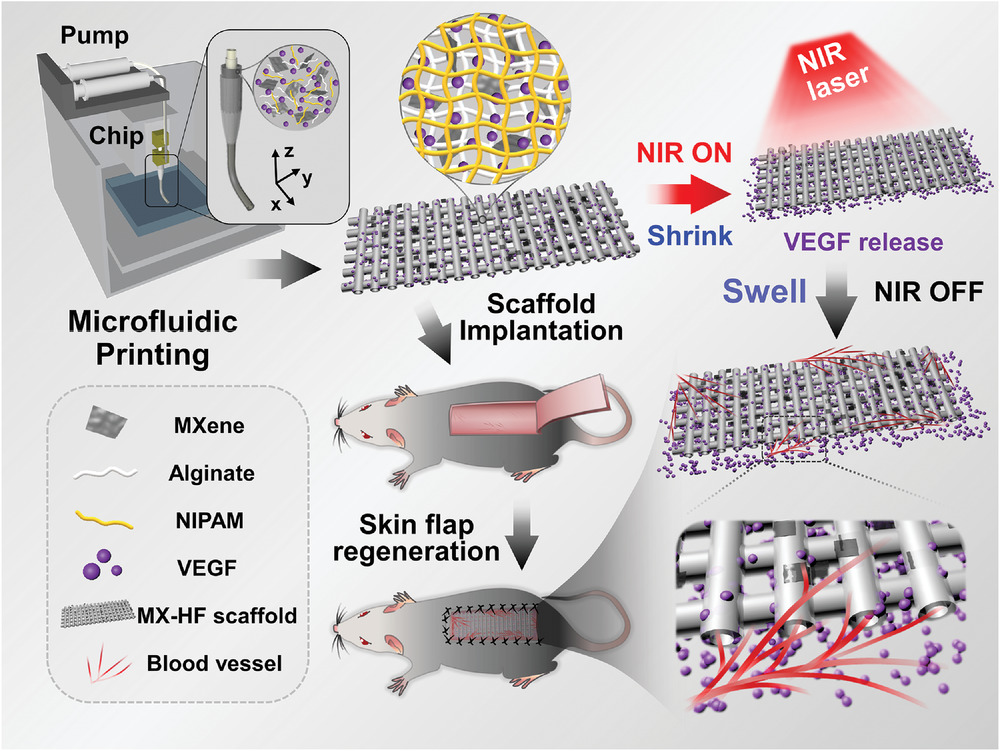 Pump
Chip
z
y
x
Microfluidic
Printing
NIR ON
Shrink
NIR
laser
VEGF release
Swell
NIR OFF
Scaffold
Implantation
Skin flap
regeneration
MXene
Alginate
NIPAM
VEGF
MX-HF scaffold
Blood vessel